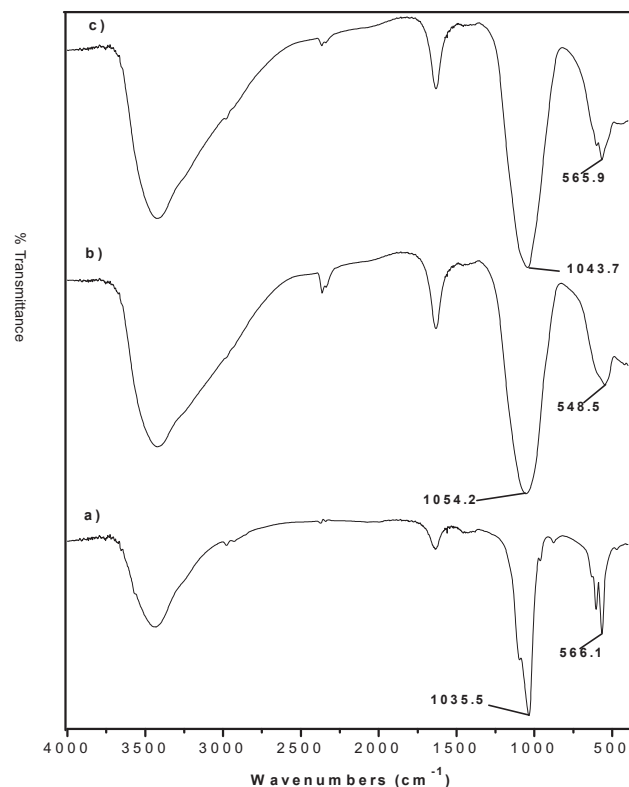 c)
565.9
1043.7
b)
548.5
1054.2
a)
566.1
1035.5
% Transmittance
4000 3500 3000 2500 2000 1500 1000 500
Wavenumbers (cm⁻¹)